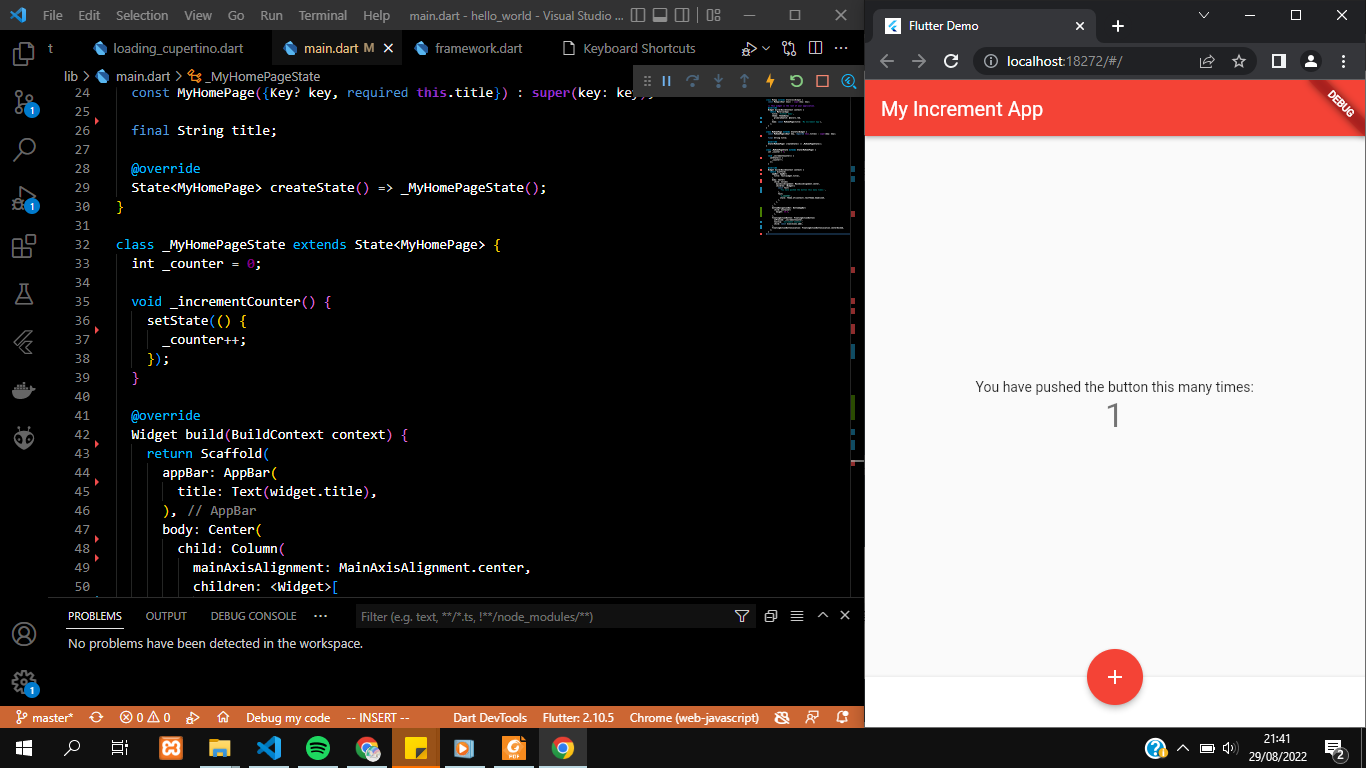 File Edit Selection View Go Run Terminal Help main.dart - hello_world - Visual Studio ...
t loading_cupertino.dart main.dart M framework.dart Keyboard Shortcuts
lib > main.dart > _MyHomePageState
24 const MyHomePage({Key? key, required this.title}) : super(key: key);
25
26 final String title;
27
28 @override
29 State<MyHomePage> createState() => _MyHomePageState();
30 }
31
32 class _MyHomePageState extends State<MyHomePage> {
33 int _counter = 0;
34
35 void _incrementCounter() {
36 setState(() {
37 _counter++;
38 });
39 }
40
41 @override
42 Widget build(BuildContext context) {
43 return Scaffold(
44 appBar: AppBar(
45 title: Text(widget.title),
46 ), // AppBar
47 body: Center(
48 child: Column(
49 mainAxisAlignment: MainAxisAlignment.center,
50 children: <Widget>[
1
1
1
PROBLEMS OUTPUT DEBUG CONSOLE ...
Filter (e.g. text, **/*.ts, !**/node_modules/**)
No problems have been detected in the workspace.
master* 0 0 Debug my code -- INSERT -- Dart DevTools Flutter: 2.10.5 Chrome (web-javascript)
Flutter Demo
localhost:18272/#/
My Increment App
DEBUG
You have pushed the button this many times:
1
+
21:41
29/08/2022
2